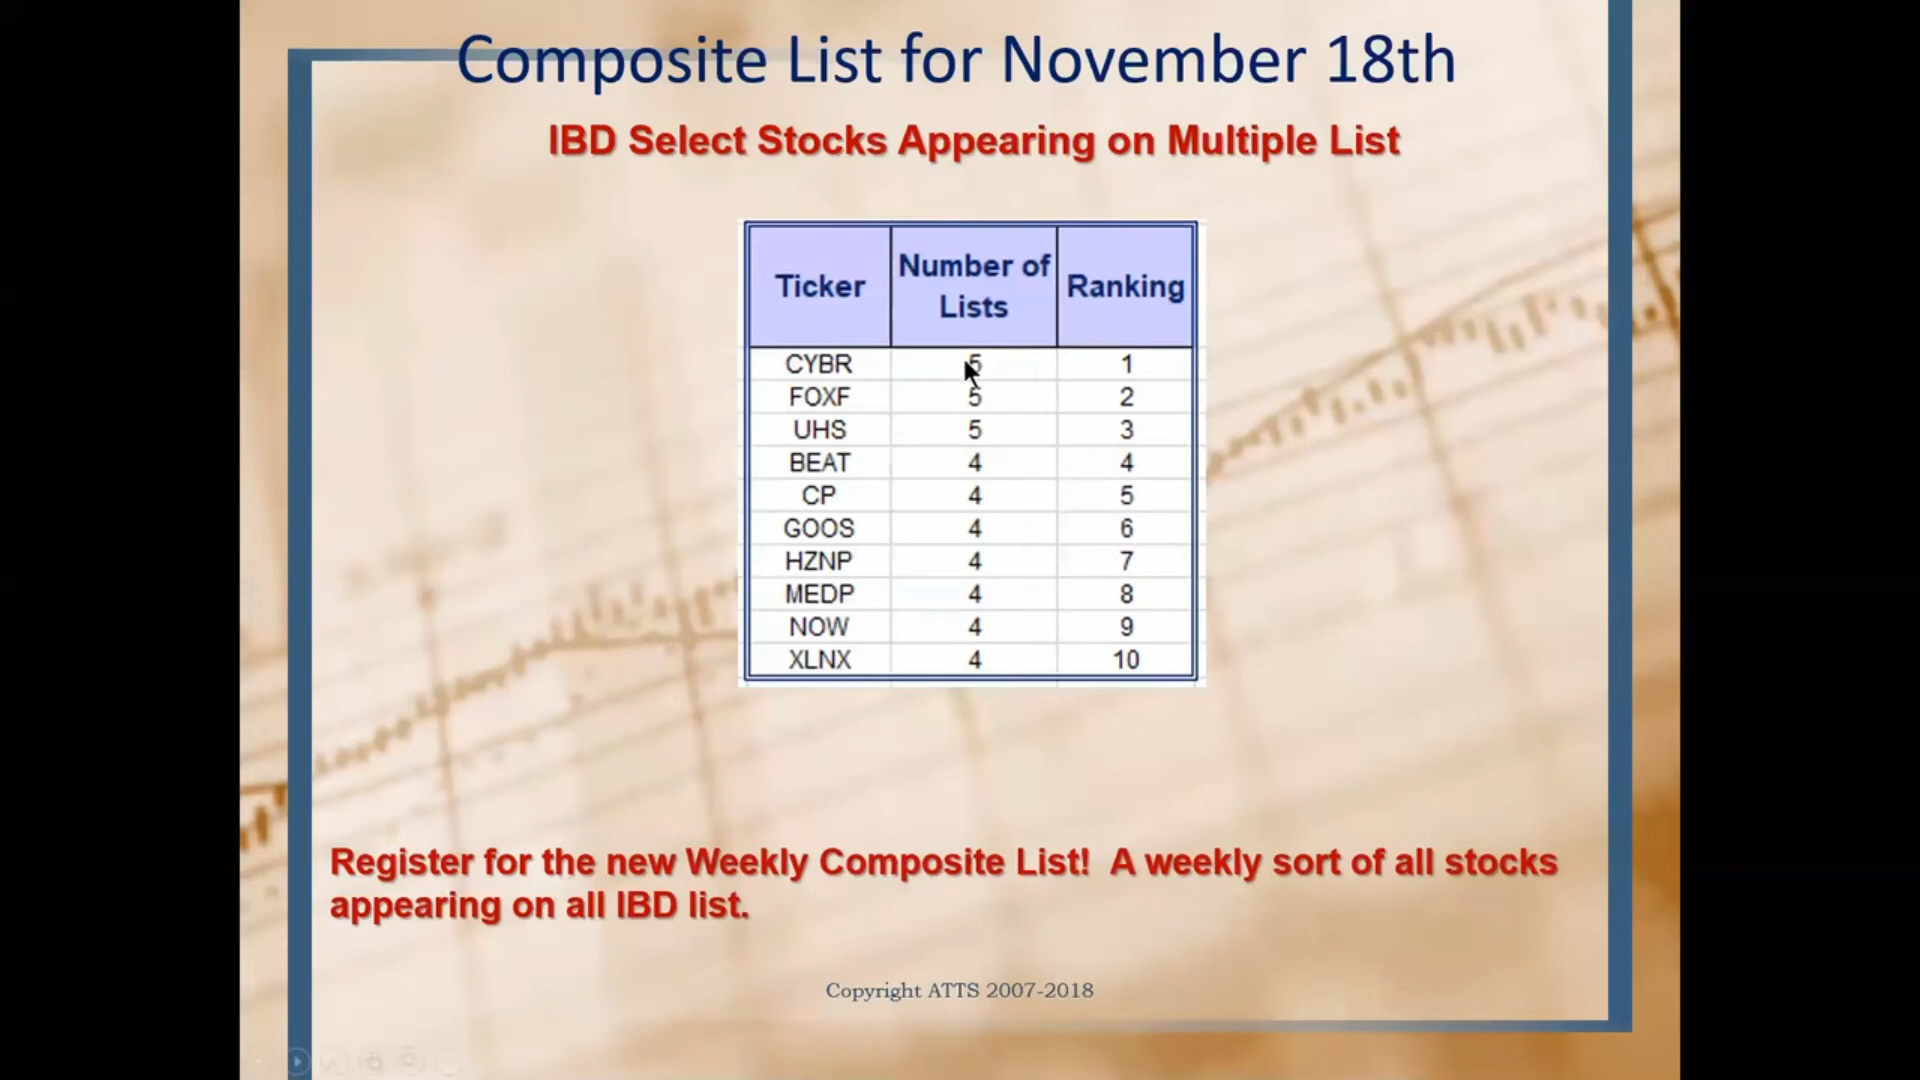 Composite List for November 18th
IBD Select Stocks Appearing on Multiple List
Ticker Number of Lists Ranking
CYBR 5 1
FOXF 5 2
UHS 5 3
BEAT 4 4
CP 4 5
GOOS 4 6
HZNP 4 7
MEDP 4 8
NOW 4 9
XLNX 4 10
Register for the new Weekly Composite List! A weekly sort of all stocks
appearing on all IBD list.
Copyright ATTS 2007-2018